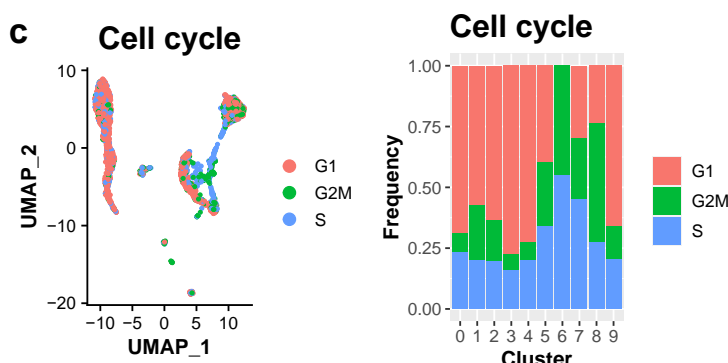 c
Cell cycle
10
0
−10
−20
UMAP_2
−10 −5 0 5 10
UMAP_1
G1
G2M
S
Cell cycle
1.00
0.75
0.50
0.25
0.00
Frequency
0 1 2 3 4 5 6 7 8 9
Cluster
G1
G2M
S